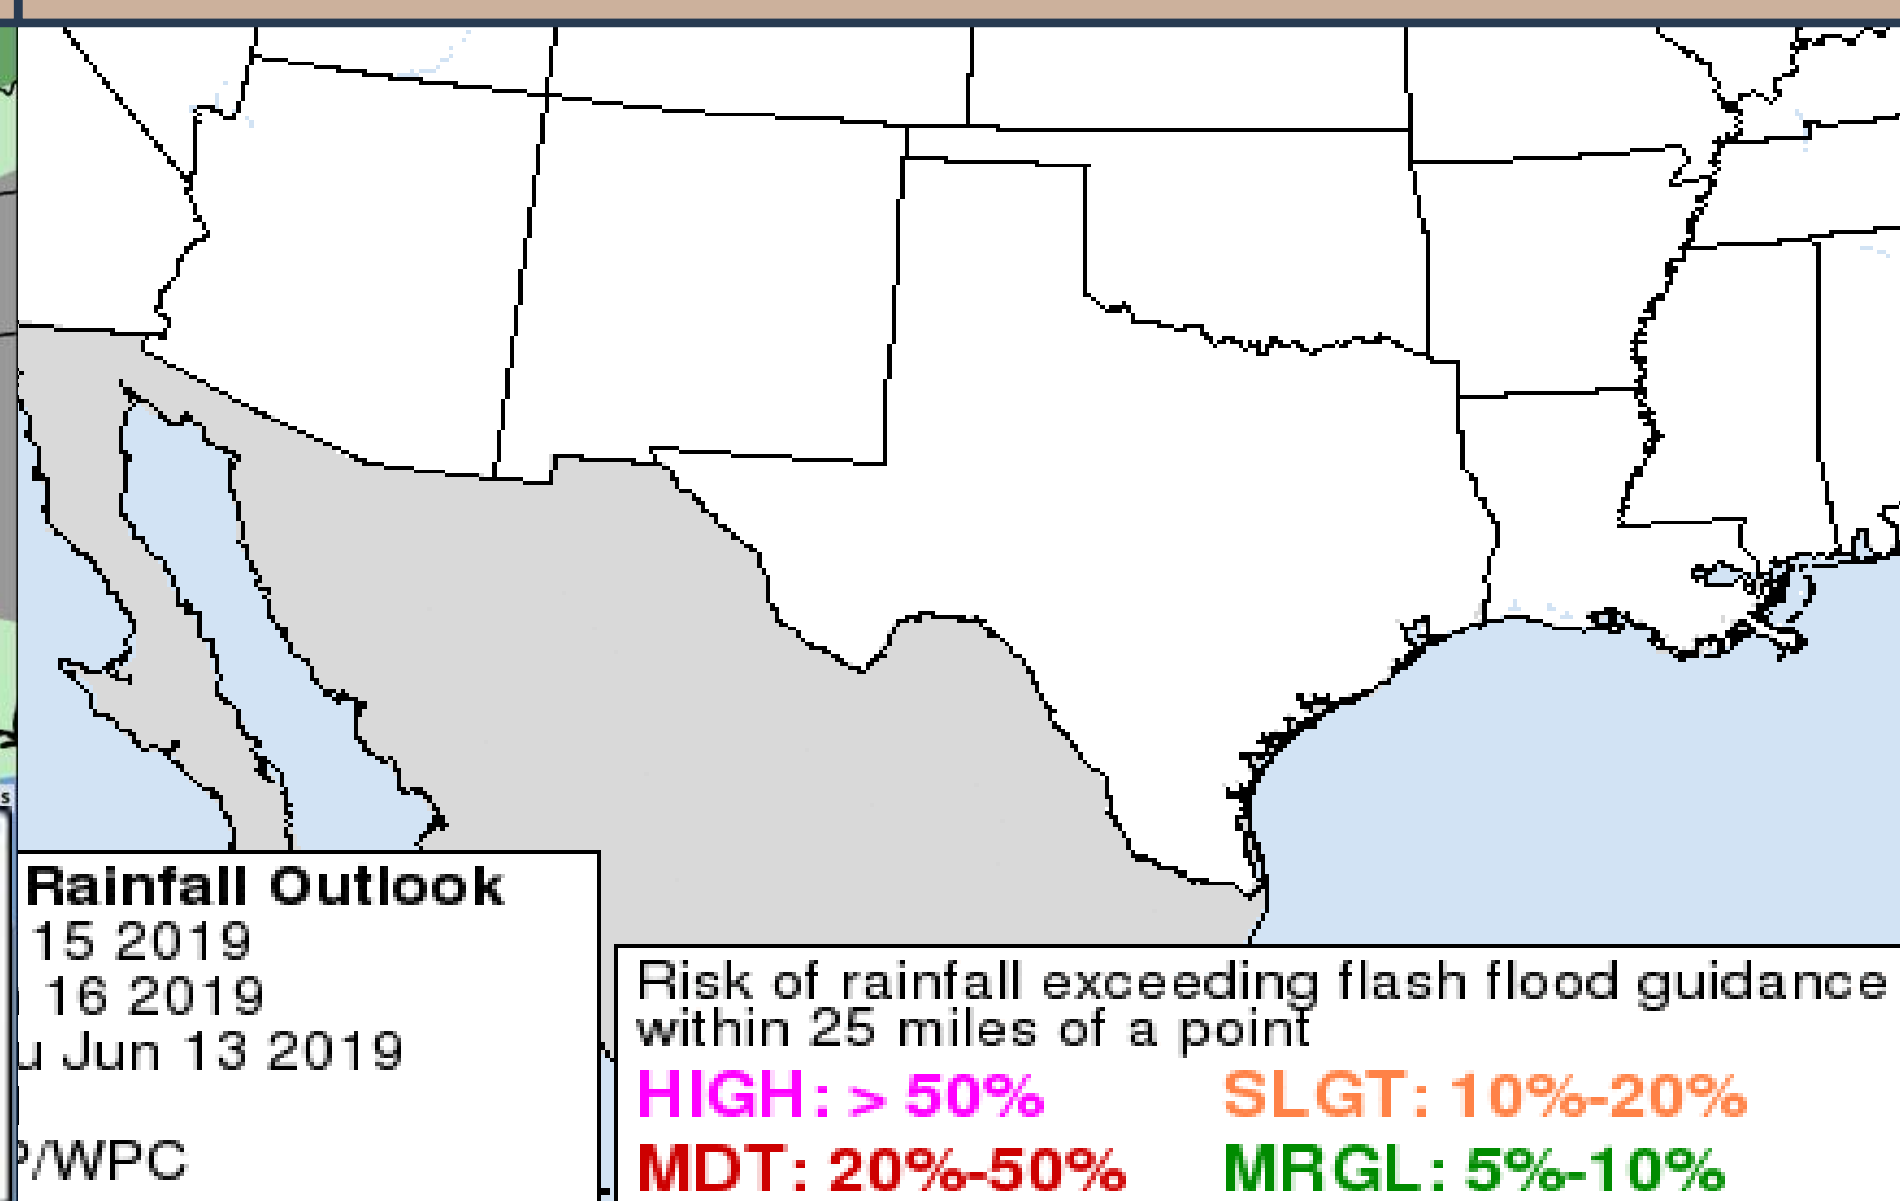 Rainfall Outlook
15 2019
16 2019
Jun 13 2019
/WPC
Risk of rainfall exceeding flash flood guidance
within 25 miles of a point
HIGH: > 50% SLGT: 10%-20%
MDT: 20%-50% MRGL: 5%-10%